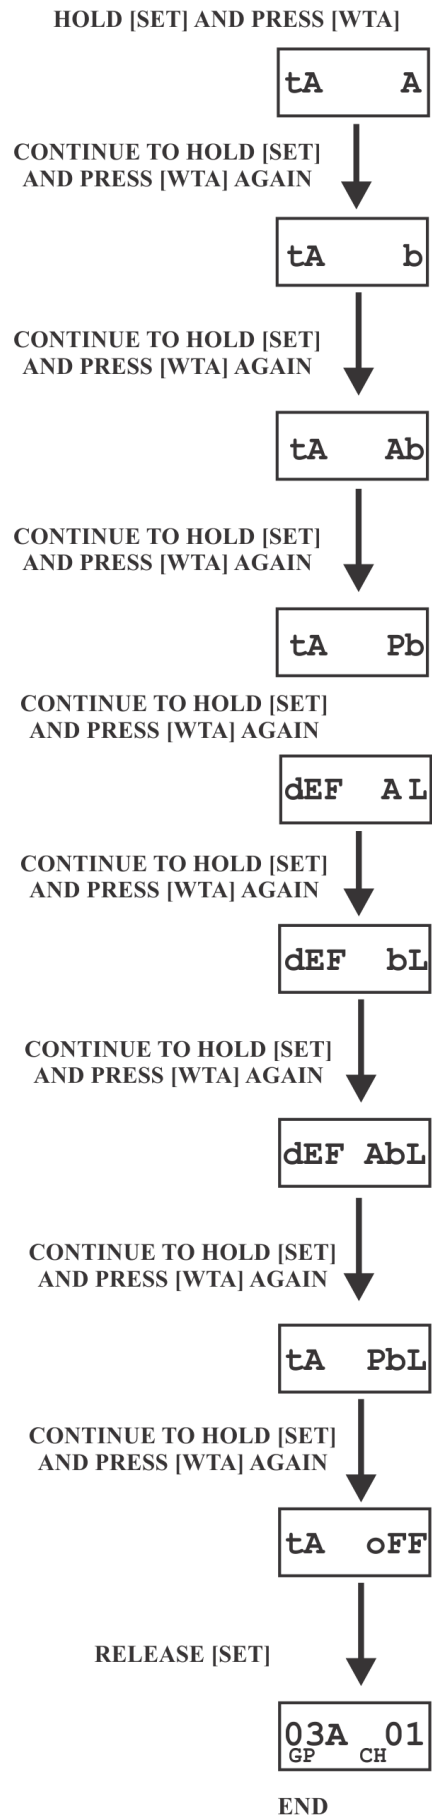 HOLD [SET] AND PRESS [WTA]
tA A
CONTINUE TO HOLD [SET]
AND PRESS [WTA] AGAIN
tA b
CONTINUE TO HOLD [SET]
AND PRESS [WTA] AGAIN
tA Ab
CONTINUE TO HOLD [SET]
AND PRESS [WTA] AGAIN
tA Pb
CONTINUE TO HOLD [SET]
AND PRESS [WTA] AGAIN
dEF A L
CONTINUE TO HOLD [SET]
AND PRESS [WTA] AGAIN
dEF bL
CONTINUE TO HOLD [SET]
AND PRESS [WTA] AGAIN
dEF AbL
CONTINUE TO HOLD [SET]
AND PRESS [WTA] AGAIN
tA PbL
CONTINUE TO HOLD [SET]
AND PRESS [WTA] AGAIN
tA oFF
RELEASE [SET]
03A 01
GP CH
END